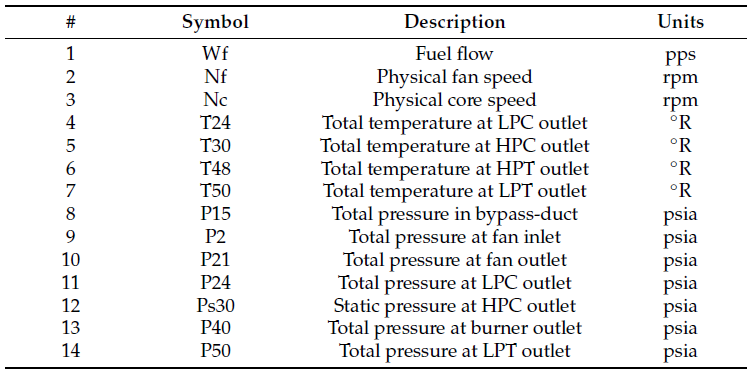 # Symbol Description Units
1 Wf Fuel flow pps
2 Nf Physical fan speed rpm
3 Nc Physical core speed rpm
4 T24 Total temperature at LPC outlet °R
5 T30 Total temperature at HPC outlet °R
6 T48 Total temperature at HPT outlet °R
7 T50 Total temperature at LPT outlet °R
8 P15 Total pressure in bypass-duct psia
9 P2 Total pressure at fan inlet psia
10 P21 Total pressure at fan outlet psia
11 P24 Total pressure at LPC outlet psia
12 Ps30 Static pressure at HPC outlet psia
13 P40 Total pressure at burner outlet psia
14 P50 Total pressure at LPT outlet psia